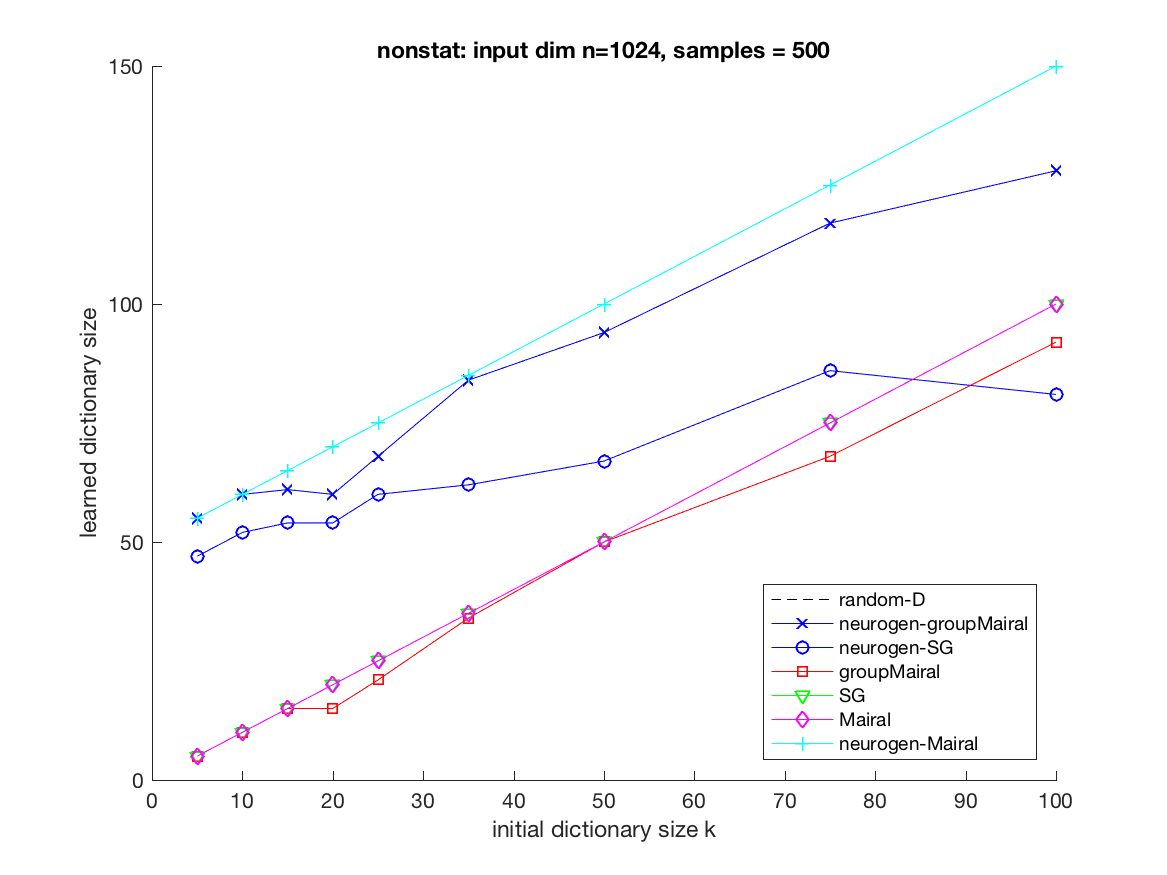 nonstat: input dim n=1024, samples = 500
150
100
50
0
learned dictionary size
0 10 20 30 40 50 60 70 80 90 100
initial dictionary size k
random-D
neurogen-groupMairal
neurogen-SG
groupMairal
SG
Mairal
neurogen-Mairal